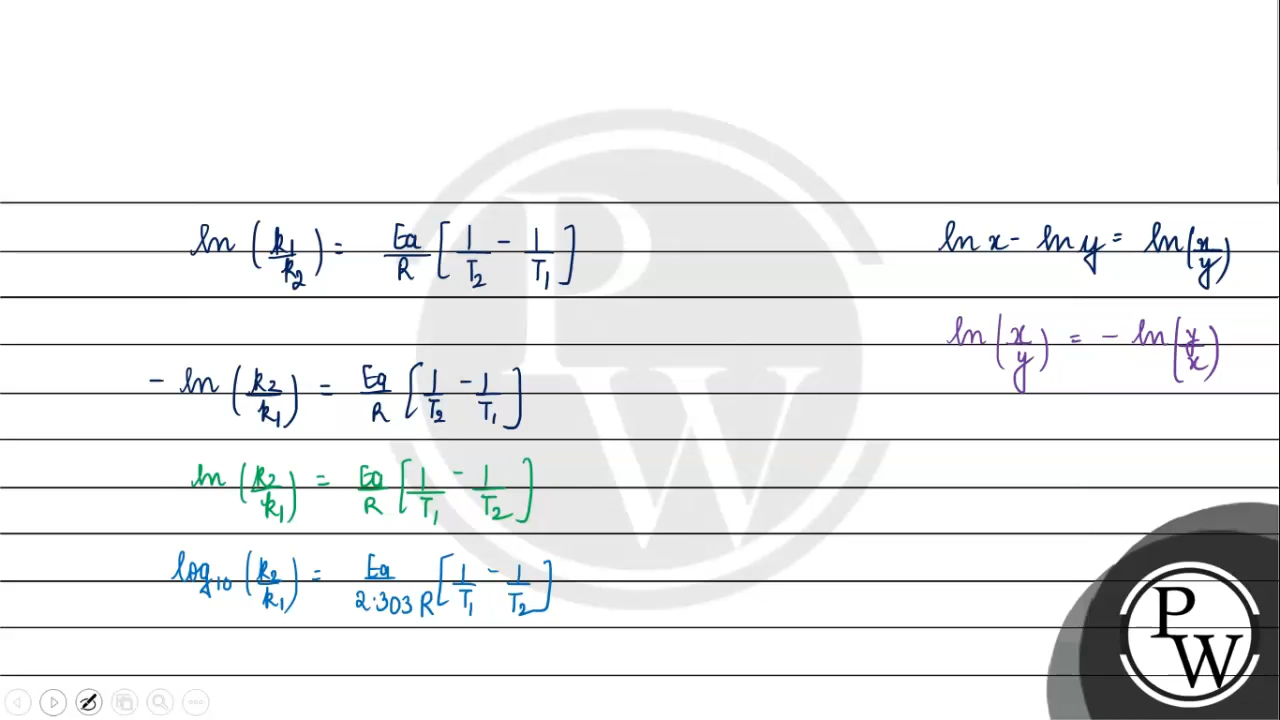 ln (k₁/k₂) = Ea/R [1/T₂ − 1/T₁]
− ln (k₂/k₁) = Ea/R [1/T₂ − 1/T₁]
ln (k₂/k₁) = Ea/R [1/T₁ − 1/T₂]
log₁₀ (k₂/k₁) = Ea/2.303 R [1/T₁ − 1/T₂]
ln x − ln y = ln (x/y)
ln (x/y) = − ln (y/x)
P
W
P
W